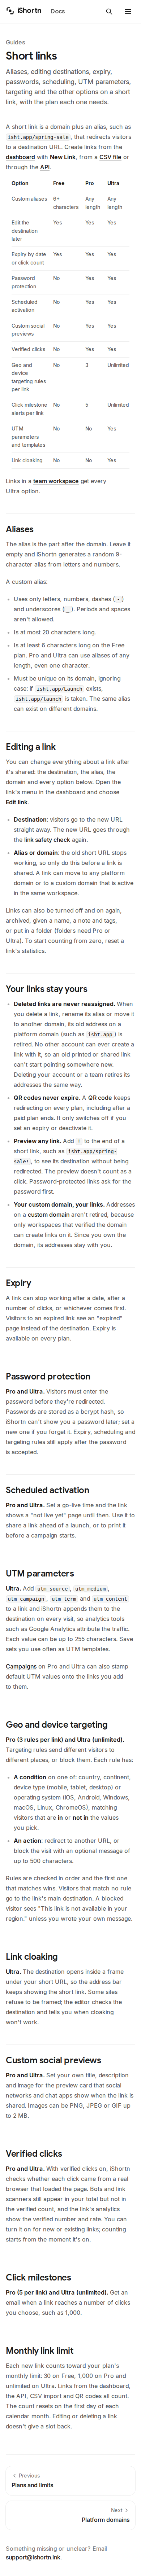 iShortn Docs
Guides
Short links
Aliases, editing destinations, expiry,
passwords, scheduling, UTM parameters,
targeting and the other options on a short
link, with the plan each one needs.
A short link is a domain plus an alias, such as
isht.app/spring-sale, that redirects visitors
to a destination URL. Create links from the
dashboard with New Link, from a CSV file or
through the API.
Option Free Pro Ultra
Custom aliases 6+ Any Any
characters length length
Edit the Yes Yes Yes
destination
later
Expiry by date Yes Yes Yes
or click count
Password No Yes Yes
protection
Scheduled No Yes Yes
activation
Custom social No Yes Yes
previews
Verified clicks No Yes Yes
Geo and No 3 Unlimited
device
targeting rules
per link
Click milestone No 5 Unlimited
alerts per link
UTM No No Yes
parameters
and templates
Link cloaking No No Yes
Links in a team workspace get every
Ultra option.
Aliases
The alias is the part after the domain. Leave it
empty and iShortn generates a random 9-
character alias from letters and numbers.
A custom alias:
Uses only letters, numbers, dashes (-)
and underscores (_). Periods and spaces
aren't allowed.
Is at most 20 characters long.
Is at least 6 characters long on the Free
plan. Pro and Ultra can use aliases of any
length, even one character.
Must be unique on its domain, ignoring
case: if isht.app/Launch exists,
isht.app/launch is taken. The same alias
can exist on different domains.
Editing a link
You can change everything about a link after
it's shared: the destination, the alias, the
domain and every option below. Open the
link's menu in the dashboard and choose
Edit link.
Destination: visitors go to the new URL
straight away. The new URL goes through
the link safety check again.
Alias or domain: the old short URL stops
working, so only do this before a link is
shared. A link can move to any platform
domain or to a custom domain that is active
in the same workspace.
Links can also be turned off and on again,
archived, given a name, a note and tags,
or put in a folder (folders need Pro or
Ultra). To start counting from zero, reset a
link's statistics.
Your links stay yours
Deleted links are never reassigned. When
you delete a link, rename its alias or move it
to another domain, its old address on a
platform domain (such as isht.app) is
retired. No other account can ever create a
link with it, so an old printed or shared link
can't start pointing somewhere new.
Deleting your account or a team retires its
addresses the same way.
QR codes never expire. A QR code keeps
redirecting on every plan, including after a
paid plan ends. It only switches off if you
set an expiry or deactivate it.
Preview any link. Add ! to the end of a
short link, such as isht.app/spring-
sale!, to see its destination without being
redirected. The preview doesn't count as a
click. Password-protected links ask for the
password first.
Your custom domain, your links. Addresses
on a custom domain aren't retired, because
only workspaces that verified the domain
can create links on it. Since you own the
domain, its addresses stay with you.
Expiry
A link can stop working after a date, after a
number of clicks, or whichever comes first.
Visitors to an expired link see an "expired"
page instead of the destination. Expiry is
available on every plan.
Password protection
Pro and Ultra. Visitors must enter the
password before they're redirected.
Passwords are stored as a bcrypt hash, so
iShortn can't show you a password later; set a
new one if you forget it. Expiry, scheduling and
targeting rules still apply after the password
is accepted.
Scheduled activation
Pro and Ultra. Set a go-live time and the link
shows a "not live yet" page until then. Use it to
share a link ahead of a launch, or to print it
before a campaign starts.
UTM parameters
Ultra. Add utm_source, utm_medium,
utm_campaign, utm_term and utm_content
to a link and iShortn appends them to the
destination on every visit, so analytics tools
such as Google Analytics attribute the traffic.
Each value can be up to 255 characters. Save
sets you use often as UTM templates.
Campaigns on Pro and Ultra can also stamp
default UTM values onto the links you add
to them.
Geo and device targeting
Pro (3 rules per link) and Ultra (unlimited).
Targeting rules send different visitors to
different places, or block them. Each rule has:
A condition on one of: country, continent,
device type (mobile, tablet, desktop) or
operating system (iOS, Android, Windows,
macOS, Linux, ChromeOS), matching
visitors that are in or not in the values
you pick.
An action: redirect to another URL, or
block the visit with an optional message of
up to 500 characters.
Rules are checked in order and the first one
that matches wins. Visitors that match no rule
go to the link's main destination. A blocked
visitor sees "This link is not available in your
region." unless you wrote your own message.
Link cloaking
Ultra. The destination opens inside a frame
under your short URL, so the address bar
keeps showing the short link. Some sites
refuse to be framed; the editor checks the
destination and tells you when cloaking
won't work.
Custom social previews
Pro and Ultra. Set your own title, description
and image for the preview card that social
networks and chat apps show when the link is
shared. Images can be PNG, JPEG or GIF up
to 2 MB.
Verified clicks
Pro and Ultra. With verified clicks on, iShortn
checks whether each click came from a real
browser that loaded the page. Bots and link
scanners still appear in your total but not in
the verified count, and the link's analytics
show the verified number and rate. You can
turn it on for new or existing links; counting
starts from the moment it's on.
Click milestones
Pro (5 per link) and Ultra (unlimited). Get an
email when a link reaches a number of clicks
you choose, such as 1,000.
Monthly link limit
Each new link counts toward your plan's
monthly limit: 30 on Free, 1,000 on Pro and
unlimited on Ultra. Links from the dashboard,
the API, CSV import and QR codes all count.
The count resets on the first day of each
calendar month. Editing or deleting a link
doesn't give a slot back.
Previous
Plans and limits
Next
Platform domains
Something missing or unclear? Email
support@ishortn.ink.